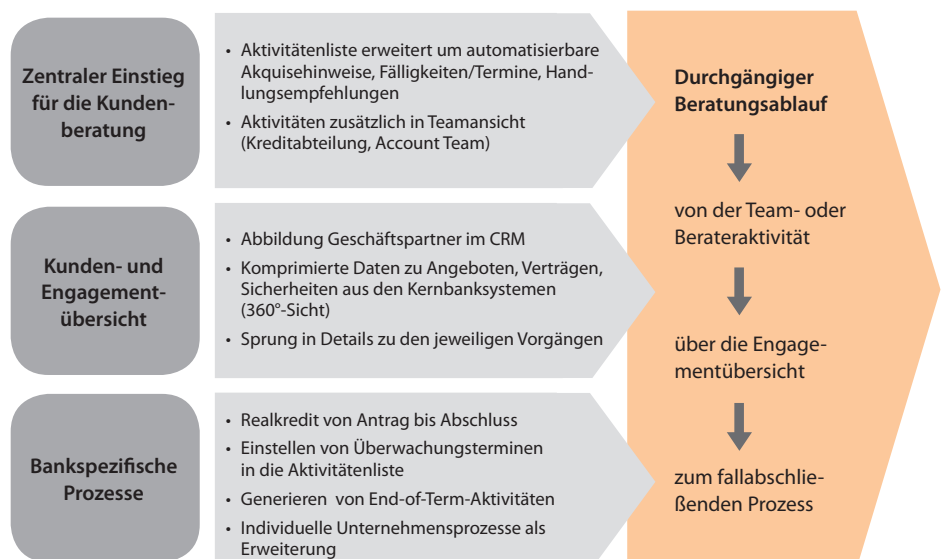 Zentraler Einstieg
für die Kunden-
beratung
• Aktivitätenliste erweitert um automatisierbare
Akquisehinweise, Fälligkeiten/Termine, Hand-
lungsempfehlungen
• Aktivitäten zusätzlich in Teamansicht
(Kreditabteilung, Account Team)
Kunden- und
Engagement-
übersicht
• Abbildung Geschäftspartner im CRM
• Komprimierte Daten zu Angeboten, Verträgen,
Sicherheiten aus den Kernbanksystemen
(360°-Sicht)
• Sprung in Details zu den jeweiligen Vorgängen
Bankspezifische
Prozesse
• Realkredit von Antrag bis Abschluss
• Einstellen von Überwachungsterminen
in die Aktivitätenliste
• Generieren von End-of-Term-Aktivitäten
• Individuelle Unternehmensprozesse als
Erweiterung
Durchgängiger
Beratungsablauf
von der Team- oder
Berateraktivität
über die Engage-
mentübersicht
zum fallabschlie-
ßenden Prozess